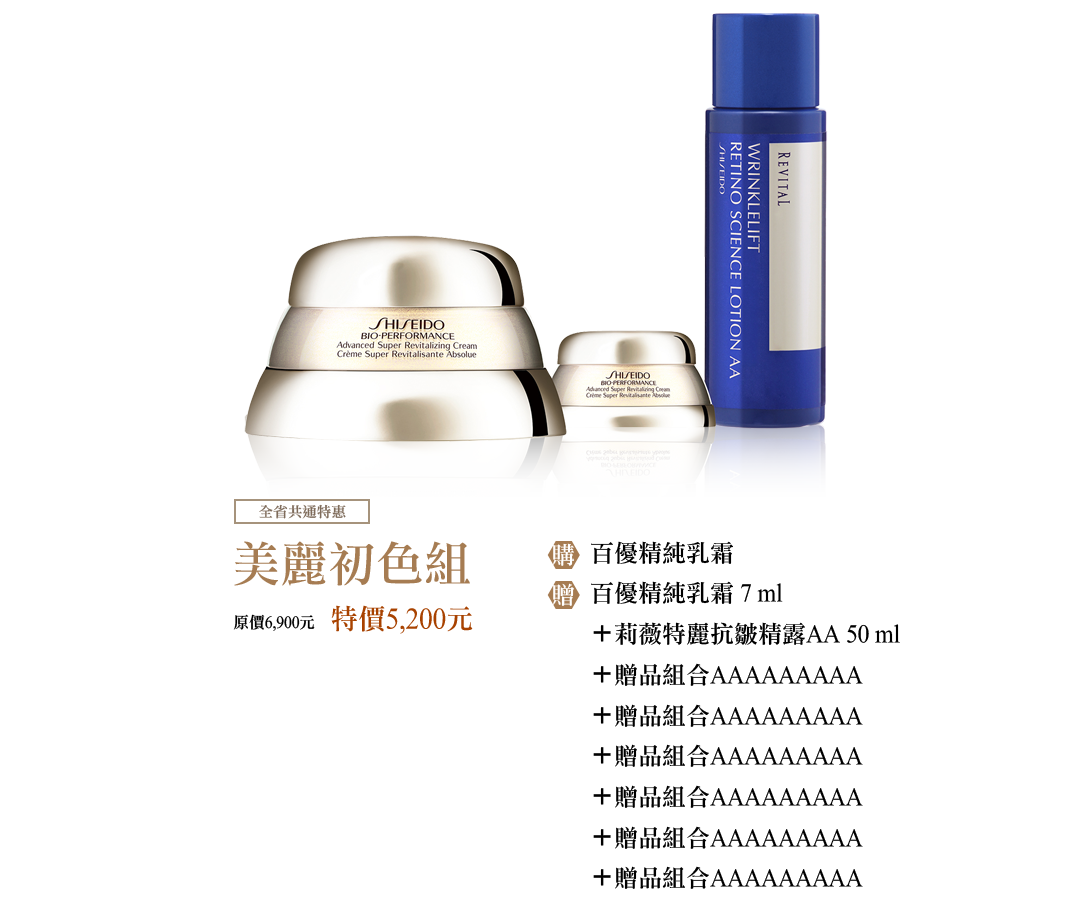 REVITAL
WRINKLELIFT
RETINO SCIENCE LOTION AA
SHISEIDO
SHISEIDO
BIO-PERFORMANCE
Advanced Super Revitalizing Cream
Crème Super Revitalisante Absolue
SHISEIDO
BIO-PERFORMANCE
Advanced Super Revitalizing Cream
Crème Super Revitalisante Absolue
全省共通特惠
美麗初色組
原價6,900元 特價5,200元
購 百優精純乳霜
贈 百優精純乳霜 7 ml
＋莉薇特麗抗皺精露AA 50 ml
＋贈品組合AAAAAAAAA
＋贈品組合AAAAAAAAA
＋贈品組合AAAAAAAAA
＋贈品組合AAAAAAAAA
＋贈品組合AAAAAAAAA
＋贈品組合AAAAAAAAA